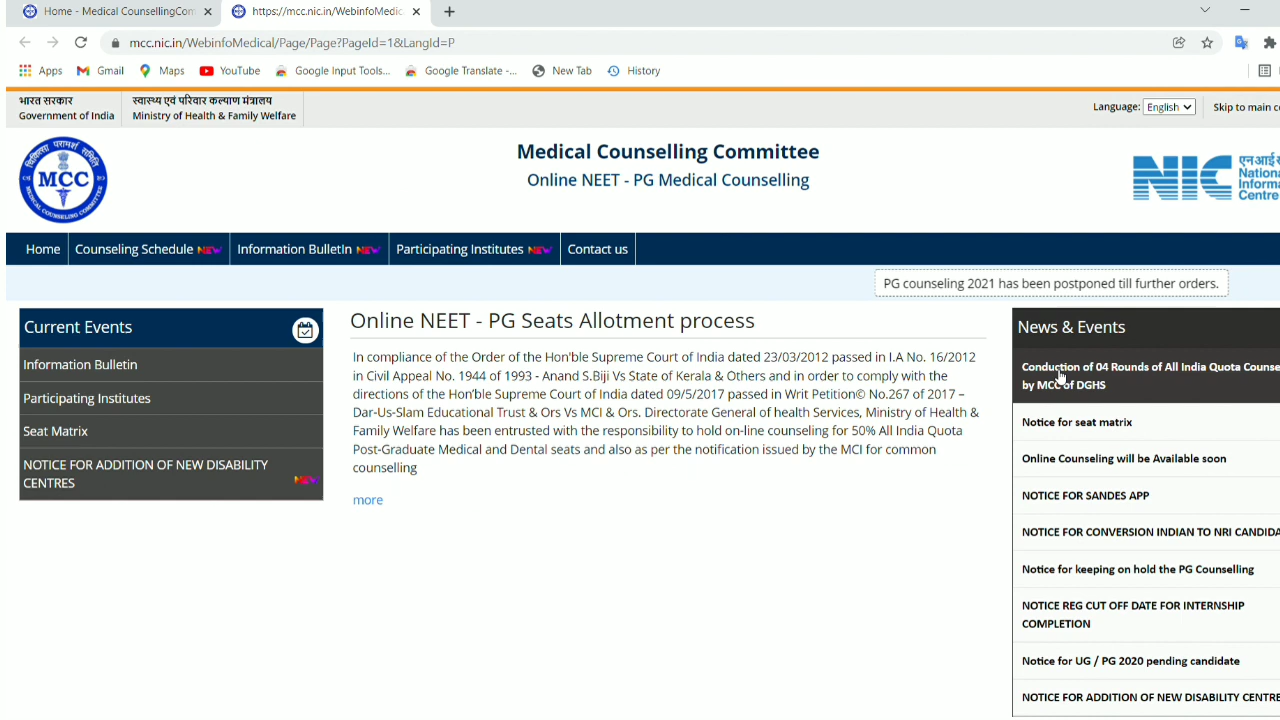 Home - Medical CounsellingCom
https://mcc.nic.in/WebinfoMedic
mcc.nic.in/WebinfoMedical/Page/Page?PageId=1&LangId=P
Apps Gmail Maps YouTube Google Input Tools... Google Translate -... New Tab History
भारत सरकार
Government of India
स्वास्थ्य एवं परिवार कल्याण मंत्रालय
Ministry of Health & Family Welfare
Language: English Skip to main co
MCC
Medical Counselling Committee
Online NEET - PG Medical Counselling
NIC
एनआईसी
National
Informa
Centre
Home Counseling Schedule NEW Information BulletIn NEW Participating Institutes NEW Contact us
PG counseling 2021 has been postponed till further orders.
Current Events
Information Bulletin
Participating Institutes
Seat Matrix
NOTICE FOR ADDITION OF NEW DISABILITY
CENTRES NEW
Online NEET - PG Seats Allotment process
In compliance of the Order of the Hon'ble Supreme Court of India dated 23/03/2012 passed in I.A No. 16/2012
in Civil Appeal No. 1944 of 1993 - Anand S.Biji Vs State of Kerala & Others and in order to comply with the
directions of the Hon'ble Supreme Court of India dated 09/5/2017 passed in Writ Petition© No.267 of 2017 –
Dar-Us-Slam Educational Trust & Ors Vs MCI & Ors. Directorate General of health Services, Ministry of Health &
Family Welfare has been entrusted with the responsibility to hold on-line counseling for 50% All India Quota
Post-Graduate Medical and Dental seats and also as per the notification issued by the MCI for common
counselling
more
News & Events
Conduction of 04 Rounds of All India Quota Counse
by MCC of DGHS
Notice for seat matrix
Online Counseling will be Available soon
NOTICE FOR SANDES APP
NOTICE FOR CONVERSION INDIAN TO NRI CANDIDA
Notice for keeping on hold the PG Counselling
NOTICE REG CUT OFF DATE FOR INTERNSHIP
COMPLETION
Notice for UG / PG 2020 pending candidate
NOTICE FOR ADDITION OF NEW DISABILITY CENTRE